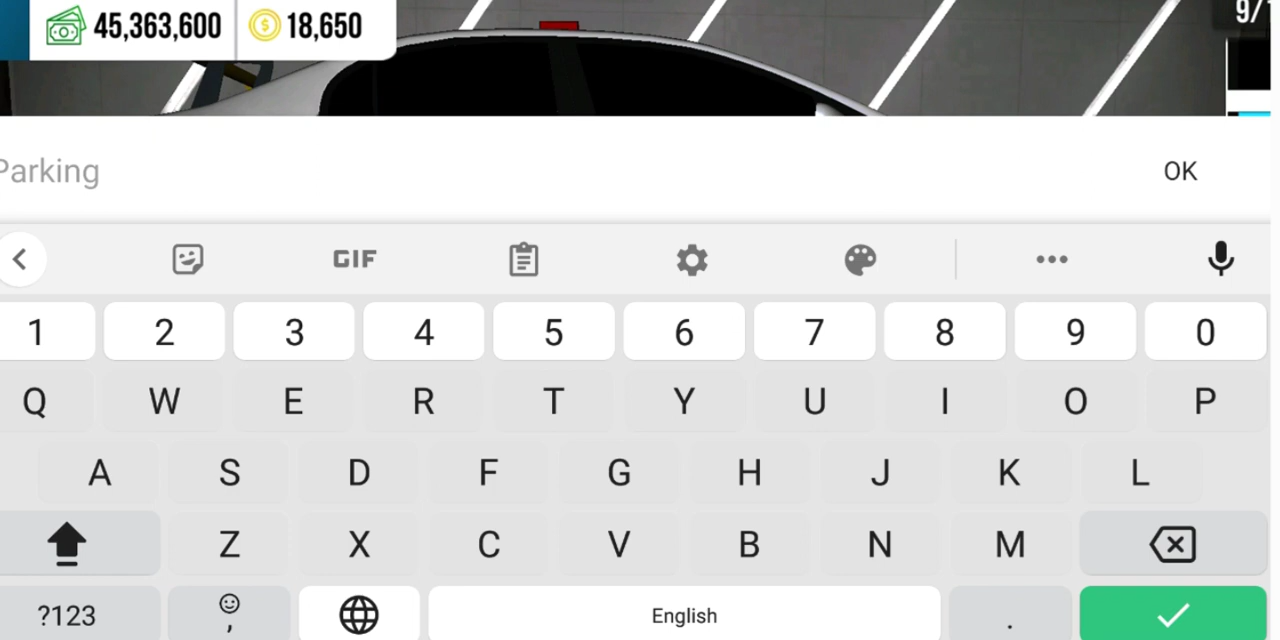 45,363,600 18,650
9/
Parking
OK
GIF
1 2 3 4 5 6 7 8 9 0
Q W E R T Y U I O P
A S D F G H J K L
Z X C V B N M
?123 , English .